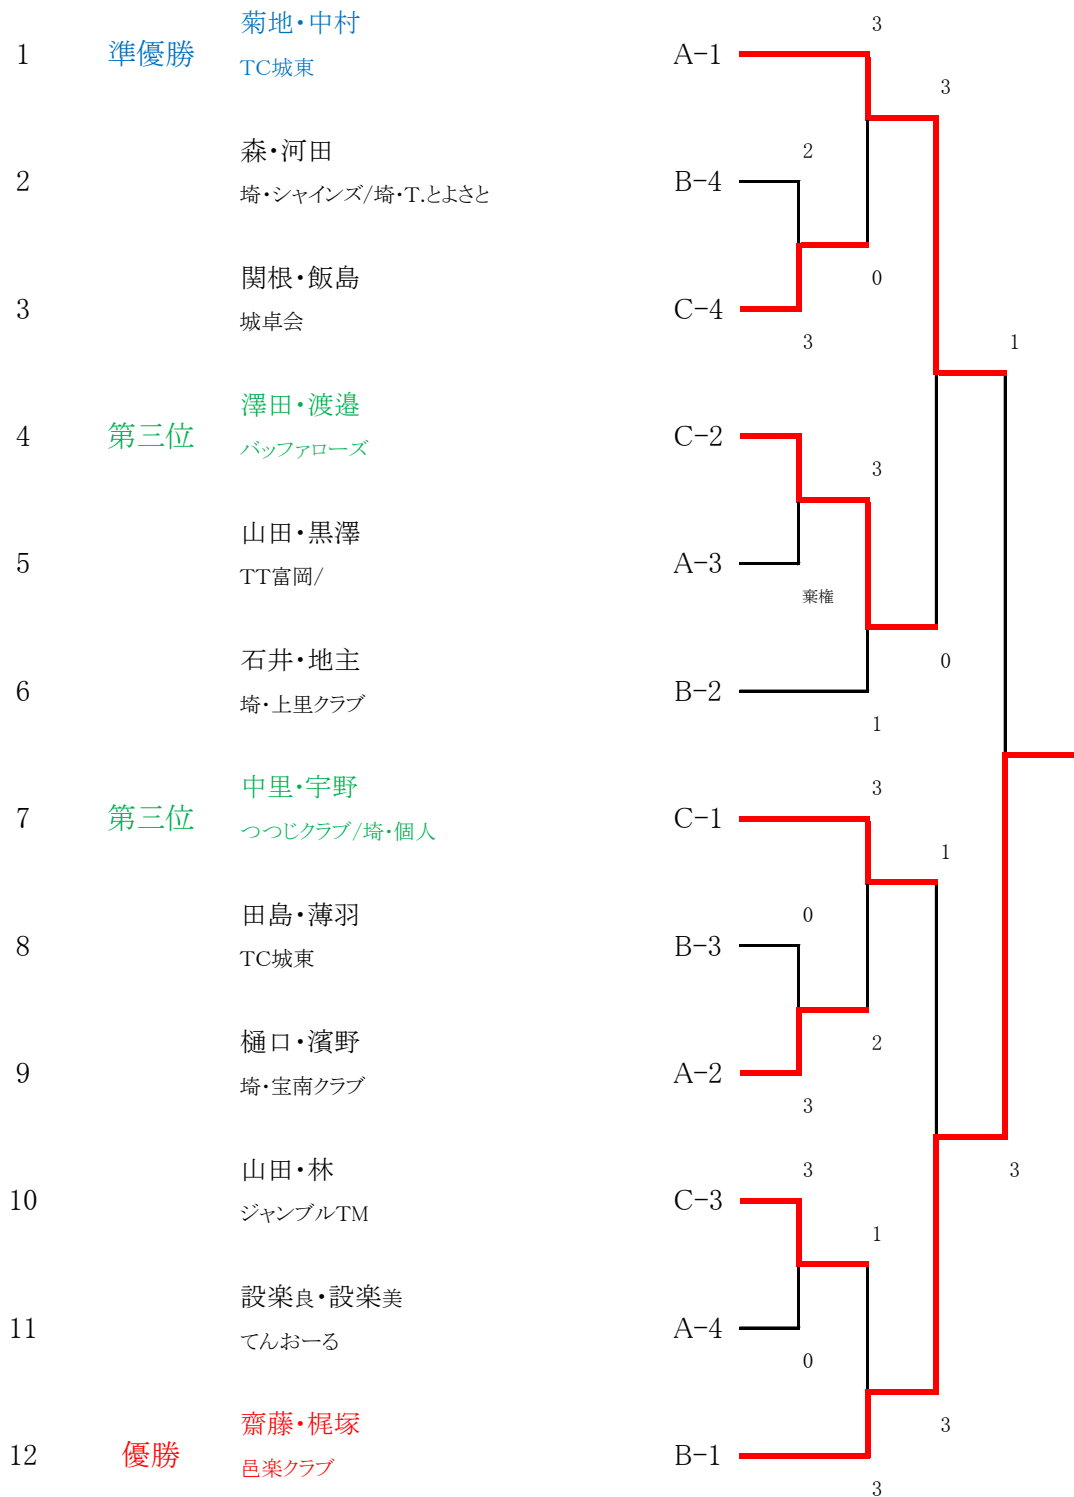 菊地・中村
3
1 準優勝 A-1
TC城東
3
森・河田
2
2 B-4
埼・シャインズ/埼・T.とよさと
関根・飯島
0
3 C-4
城卓会
3
1
澤田・渡邉
4 第三位 C-2
バッファローズ
3
山田・黒澤
5 A-3
TT富岡/
棄権
石井・地主
0
6 B-2
埼・上里クラブ
1
中里・宇野
3
7 第三位 C-1
つつじクラブ/埼・個人
1
田島・薄羽
0
8 B-3
TC城東
樋口・濱野
2
9 A-2
埼・宝南クラブ
3
山田・林
3
3
10 C-3
ジャンブルTM
1
設楽良・設楽美
11 A-4
てんおーる
0
齋藤・梶塚
3
12 優勝 B-1
邑楽クラブ
3